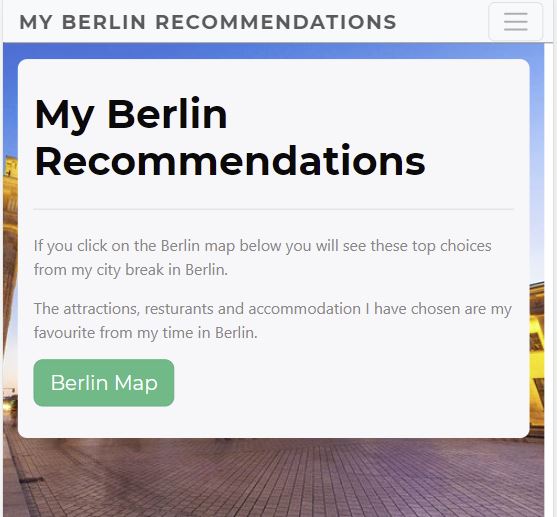 MY BERLIN RECOMMENDATIONS
My Berlin
Recommendations
If you click on the Berlin map below you will see these top choices
from my city break in Berlin.
The attractions, resturants and accommodation I have chosen are my
favourite from my time in Berlin.
Berlin Map